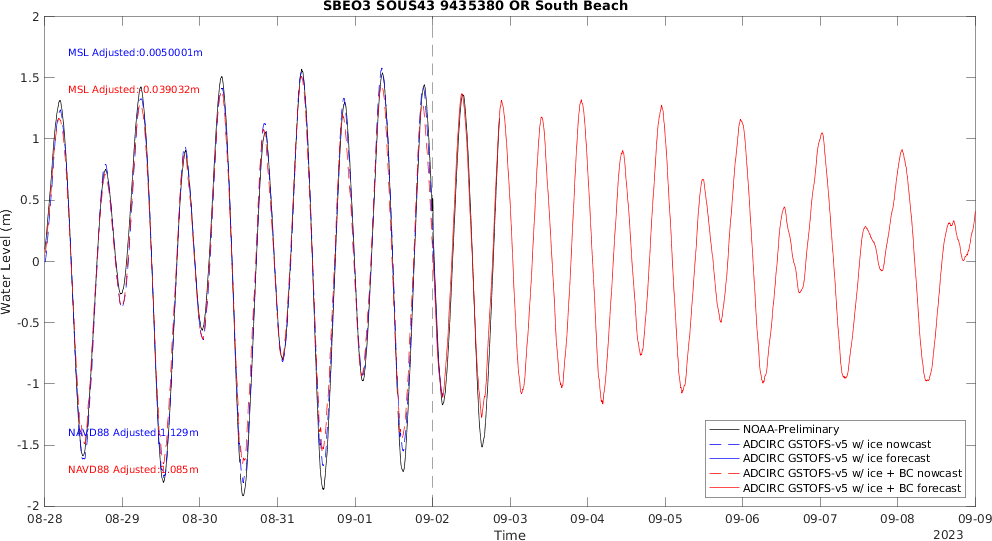 SBEO3 SOUS43 9435380 OR South Beach
Water Level (m)
2
1.5
1
0.5
0
-0.5
-1
-1.5
-2
MSL Adjusted:0.0050001m
MSL Adjusted:-0.039032m
NAVD88 Adjusted:1.129m
NAVD88 Adjusted:1.085m
NOAA-Preliminary
ADCIRC GSTOFS-v5 w/ ice nowcast
ADCIRC GSTOFS-v5 w/ ice forecast
ADCIRC GSTOFS-v5 w/ ice + BC nowcast
ADCIRC GSTOFS-v5 w/ ice + BC forecast
08-28 08-29 08-30 08-31 09-01 09-02 09-03 09-04 09-05 09-06 09-07 09-08 09-09
Time
2023